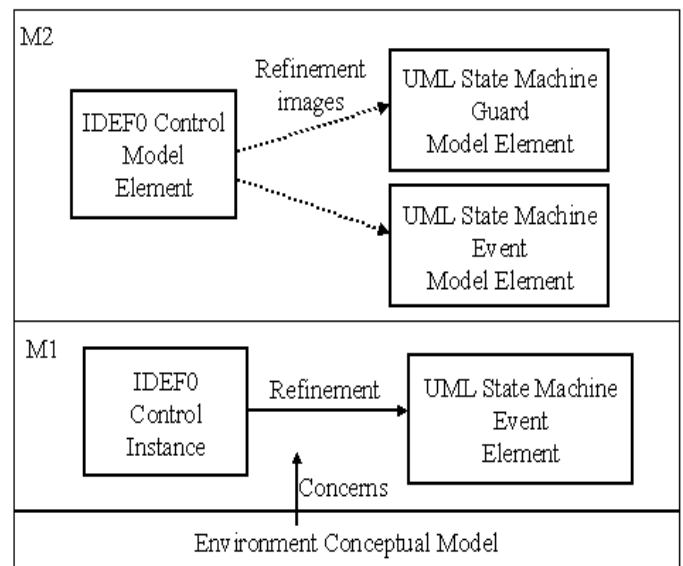 M2
IDEF0 Control
Model
Element
Refinement
images
UML State Machine
Guard
Model Element
UML State Machine
Event
Model Element
M1
IDEF0
Control
Instance
Refinement
UML State Machine
Event
Element
Concerns
Environment Conceptual Model